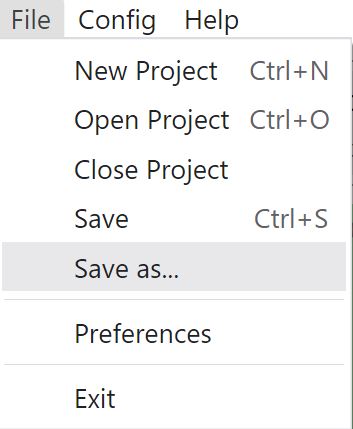 File Config Help
New Project Ctrl+N
Open Project Ctrl+O
Close Project
Save Ctrl+S
Save as...
Preferences
Exit